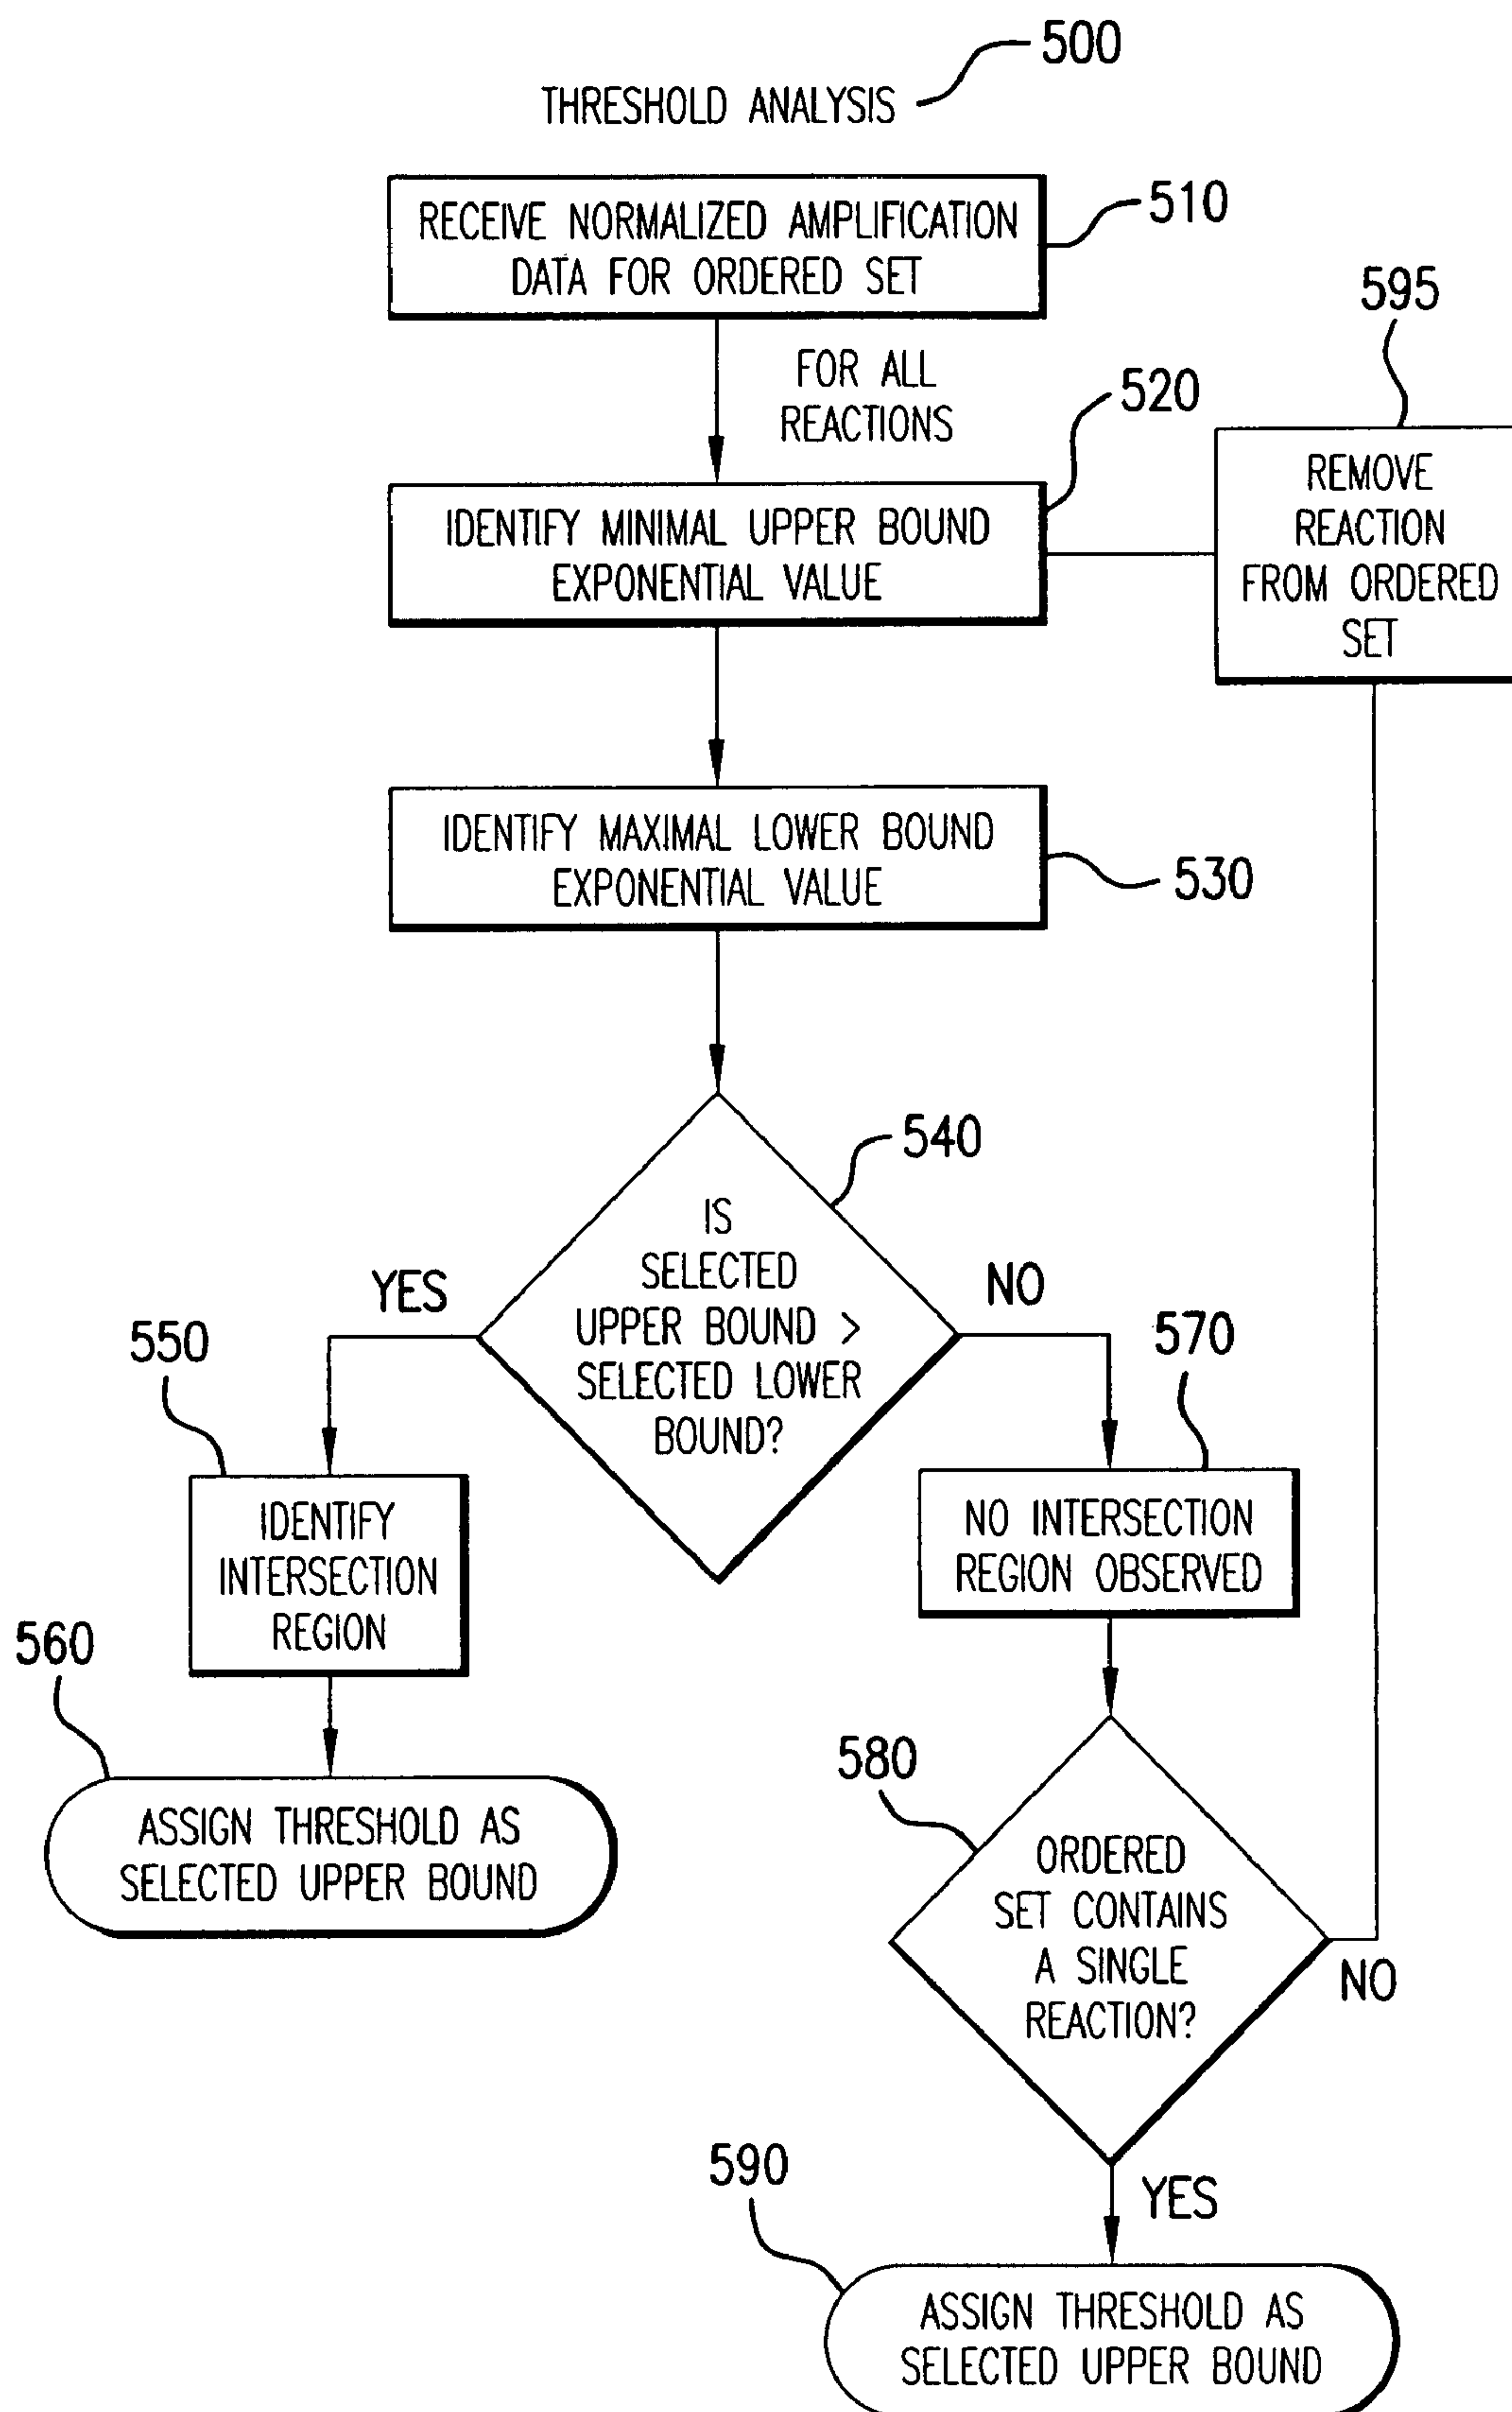 500
THRESHOLD ANALYSIS
RECEIVE NORMALIZED AMPLIFICATION
DATA FOR ORDERED SET
510
FOR ALL
REACTIONS
520
595
IDENTIFY MINIMAL UPPER BOUND
EXPONENTIAL VALUE
REMOVE
REACTION
FROM ORDERED
SET
IDENTIFY MAXIMAL LOWER BOUND
EXPONENTIAL VALUE
530
540
IS
SELECTED
UPPER BOUND >
SELECTED LOWER
BOUND?
YES
NO
550
IDENTIFY
INTERSECTION
REGION
570
NO INTERSECTION
REGION OBSERVED
560
ASSIGN THRESHOLD AS
SELECTED UPPER BOUND
580
ORDERED
SET CONTAINS
A SINGLE
REACTION?
NO
YES
590
ASSIGN THRESHOLD AS
SELECTED UPPER BOUND